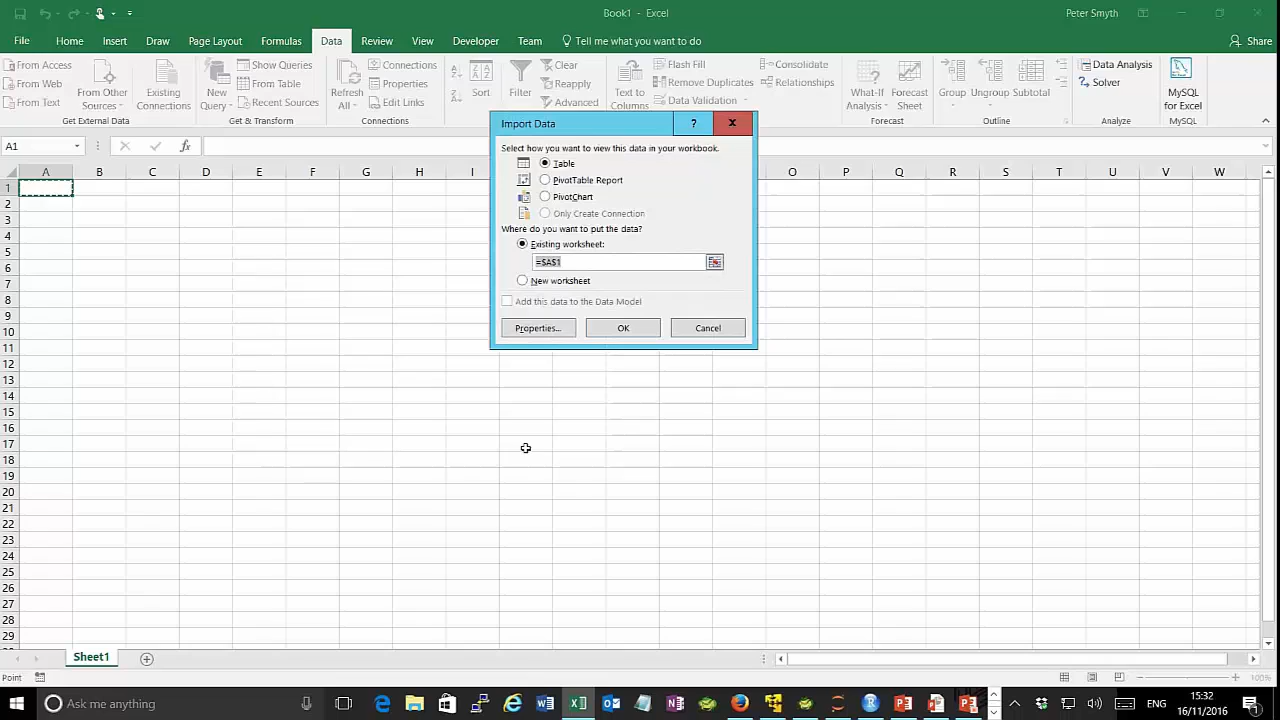 Book1 - Excel
Peter Smyth
File Home Insert Draw Page Layout Formulas Data Review View Developer Team Tell me what you want to do Share
From Access
From Web
From Text
From Other Sources
Existing Connections
Get External Data
New Query
Show Queries
From Table
Recent Sources
Get & Transform
Refresh All
Connections
Properties
Edit Links
Connections
Sort
Filter
Clear
Reapply
Advanced
Text to Columns
Flash Fill
Remove Duplicates
Data Validation
Consolidate
Relationships
What-If Analysis
Forecast Sheet
Forecast
Group
Ungroup
Subtotal
Outline
Data Analysis
Solver
Analyze
MySQL for Excel
MySQL
A1
fx
A B C D E F G H I O P Q R S T U V W
1
2
3
4
5
6
7
8
9
10
11
12
13
14
15
16
17
18
19
20
21
22
23
24
25
26
27
28
29
Import Data
?
Select how you want to view this data in your workbook.
Table
PivotTable Report
PivotChart
Only Create Connection
Where do you want to put the data?
Existing worksheet:
=$A$1
New worksheet
Add this data to the Data Model
Properties... OK Cancel
Sheet1
Point
100%
Ask me anything
ENG
15:32
16/11/2016